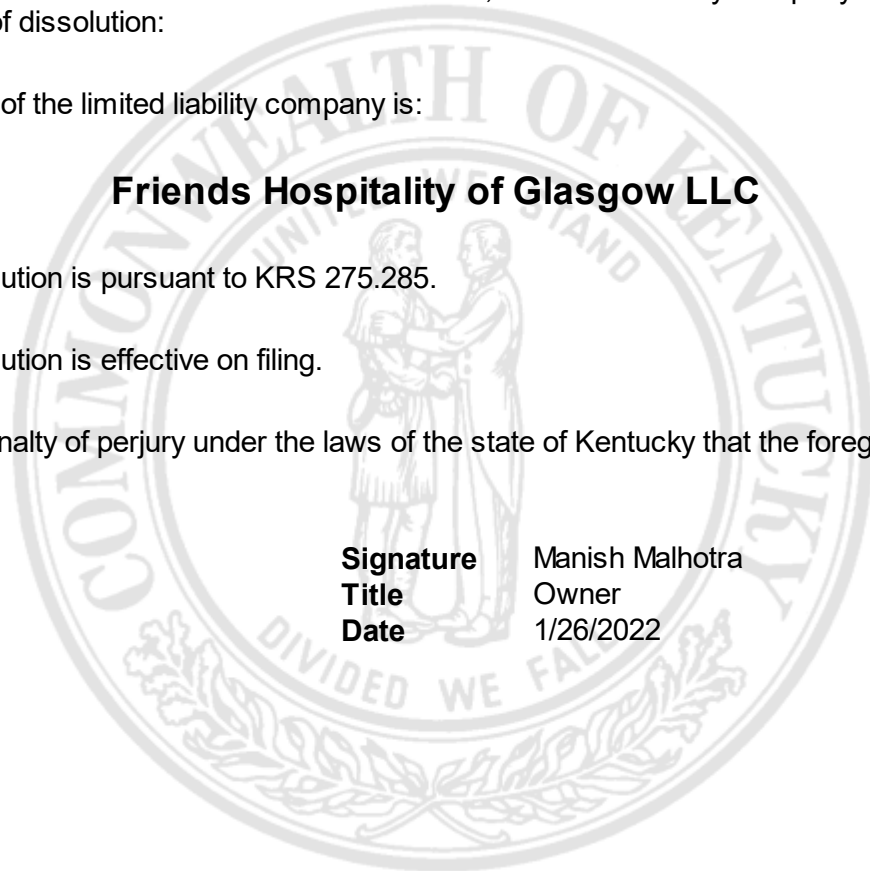 of dissolution:
of the limited liability company is:
Friends Hospitality of Glasgow LLC
ution is pursuant to KRS 275.285.
ution is effective on filing.
nalty of perjury under the laws of the state of Kentucky that the foreg
Signature Manish Malhotra
Title Owner
Date 1/26/2022
COMMONWEALTH OF KENTUCKY
UNITED WE STAND
DIVIDED WE FALL